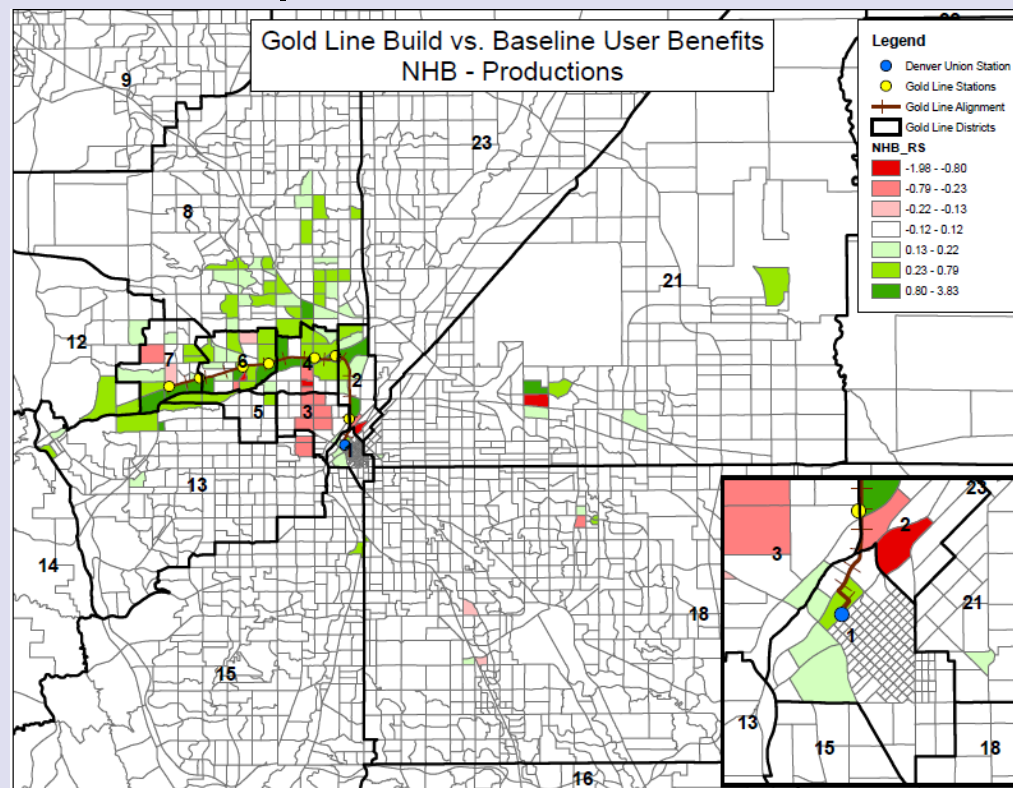 Gold Line Build vs. Baseline User Benefits
NHB - Productions
Legend
Denver Union Station
Gold Line Stations
Gold Line Alignment
Gold Line Districts
NHB_RS
-1.98 - -0.80
-0.79 - -0.23
-0.22 - -0.13
-0.12 - 0.12
0.13 - 0.22
0.23 - 0.79
0.80 - 3.83
9
23
8
21
12
7
6
4
2
5
3
1
13
14
18
15
16
23
2
3
21
1
13
15
18